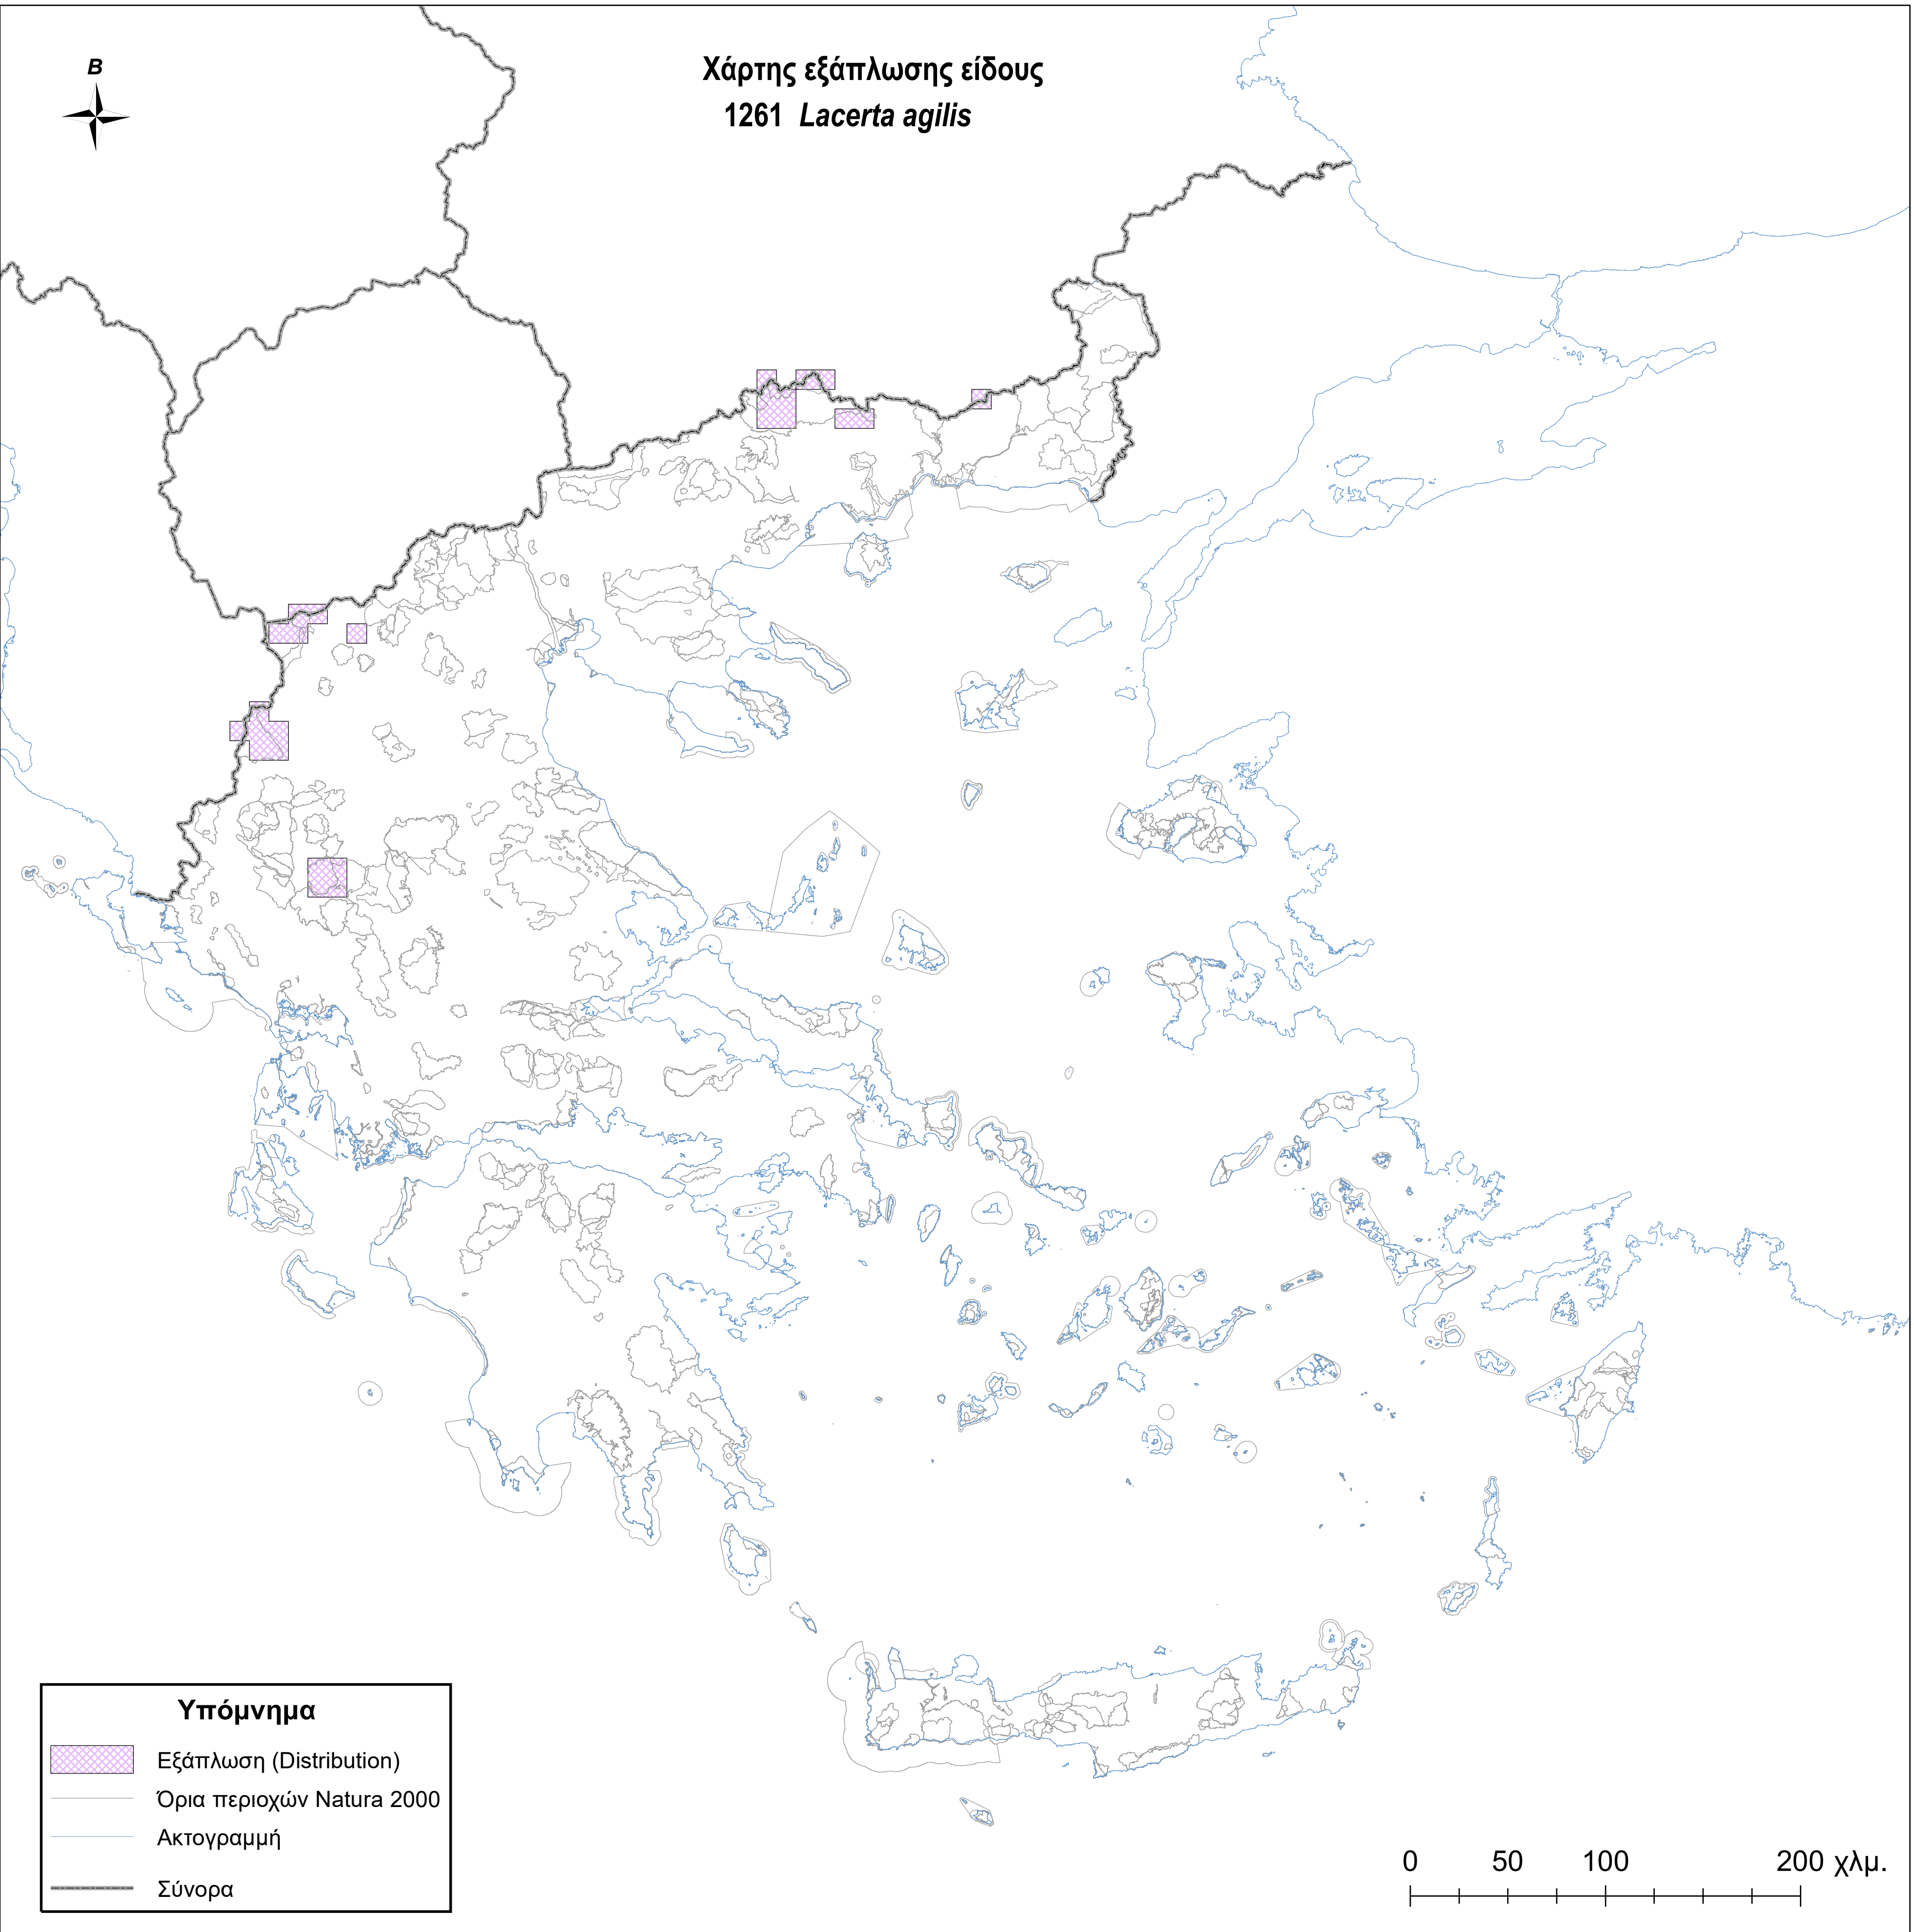 Χάρτης εξάπλωσης είδους
1261 Lacerta agilis
Β
Υπόμνημα
Εξάπλωση (Distribution)
Όρια περιοχών Natura 2000
Ακτογραμμή
Σύνορα
0 50 100 200 χλμ.